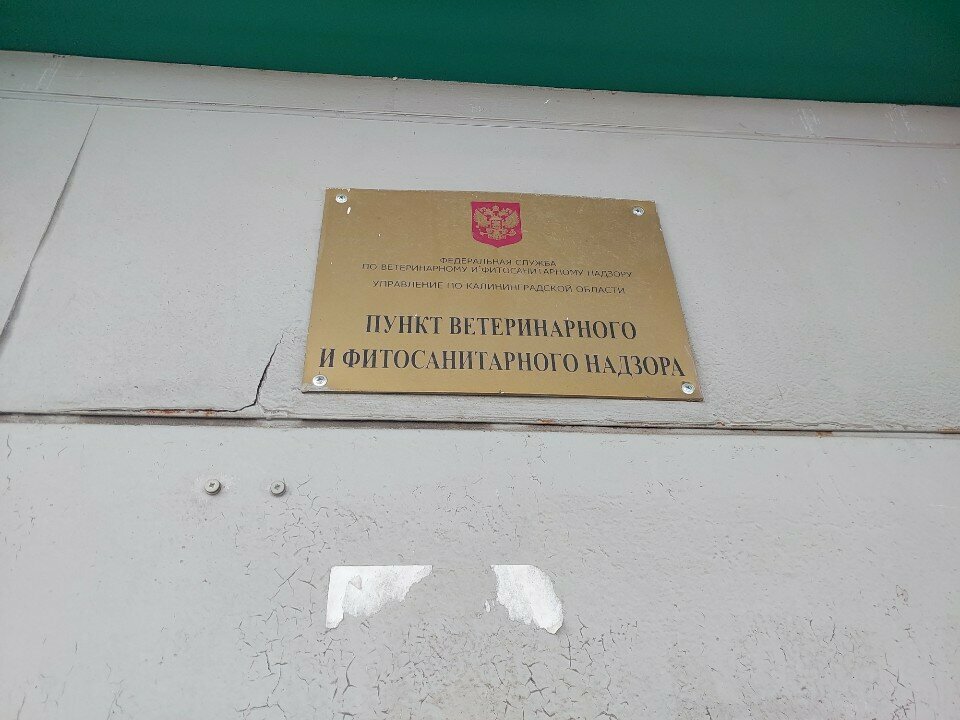 ФЕДЕРАЛЬНАЯ СЛУЖБА
ПО ВЕТЕРИНАРНОМУ И ФИТОСАНИТАРНОМУ НАДЗОРУ
УПРАВЛЕНИЕ ПО КАЛИНИНГРАДСКОЙ ОБЛАСТИ
ПУНКТ ВЕТЕРИНАРНОГО
И ФИТОСАНИТАРНОГО НАДЗОРА